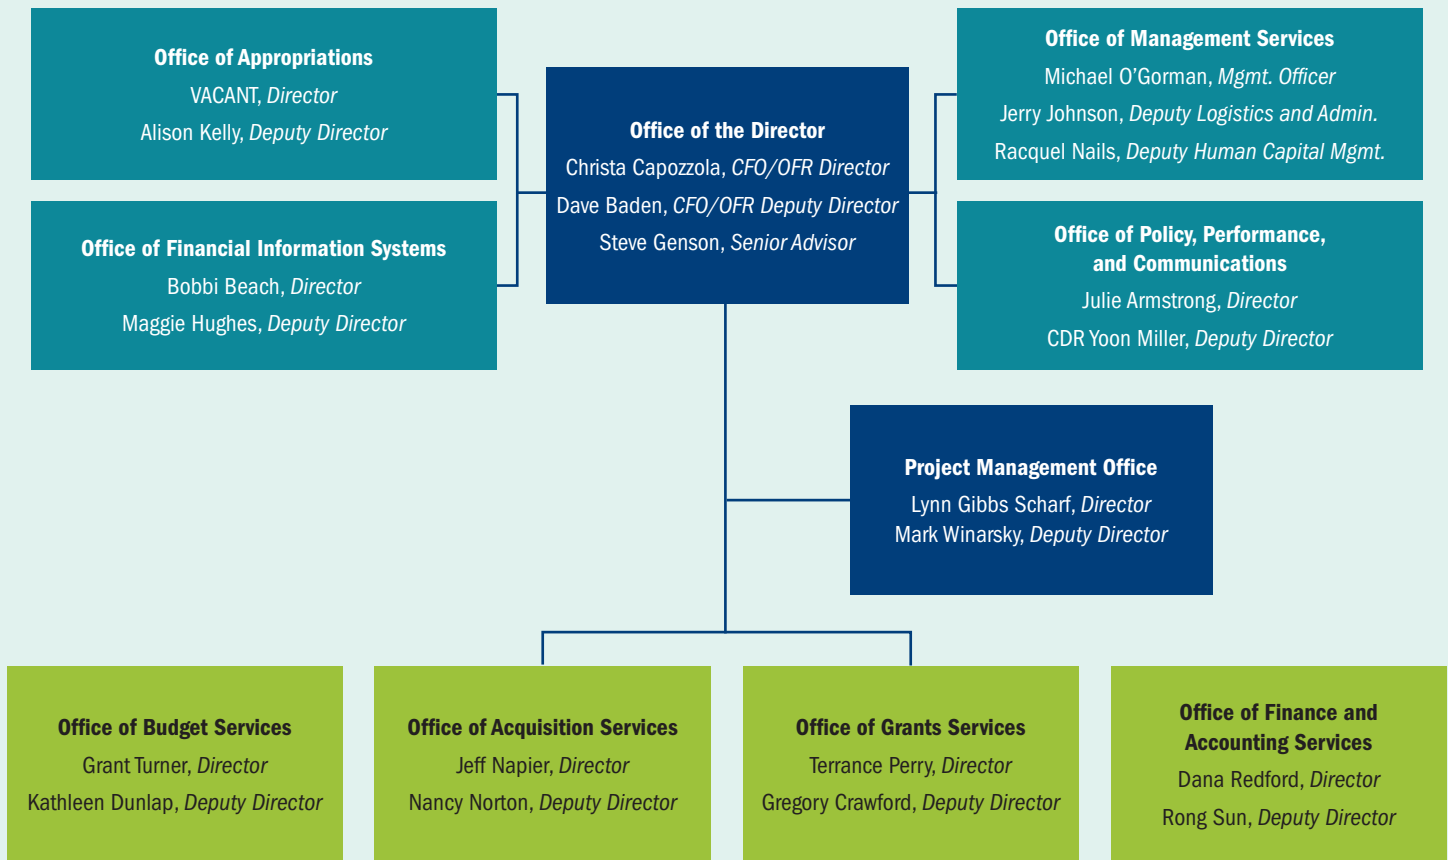 Office of Appropriations
VACANT, Director
Alison Kelly, Deputy Director
Office of Financial Information Systems
Bobbi Beach, Director
Maggie Hughes, Deputy Director
Office of the Director
Christa Capozzola, CFO/OFR Director
Dave Baden, CFO/OFR Deputy Director
Steve Genson, Senior Advisor
Office of Management Services
Michael O’Gorman, Mgmt. Officer
Jerry Johnson, Deputy Logistics and Admin.
Racquel Nails, Deputy Human Capital Mgmt.
Office of Policy, Performance,
and Communications
Julie Armstrong, Director
CDR Yoon Miller, Deputy Director
Project Management Office
Lynn Gibbs Scharf, Director
Mark Winarsky, Deputy Director
Office of Budget Services
Grant Turner, Director
Kathleen Dunlap, Deputy Director
Office of Acquisition Services
Jeff Napier, Director
Nancy Norton, Deputy Director
Office of Grants Services
Terrance Perry, Director
Gregory Crawford, Deputy Director
Office of Finance and
Accounting Services
Dana Redford, Director
Rong Sun, Deputy Director